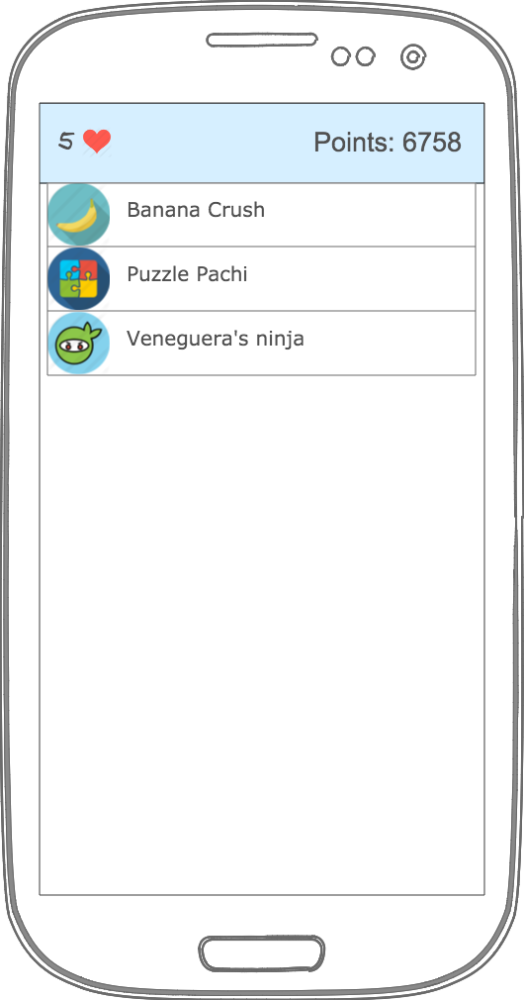 5
Points: 6758
Banana Crush
Puzzle Pachi
Veneguera's ninja